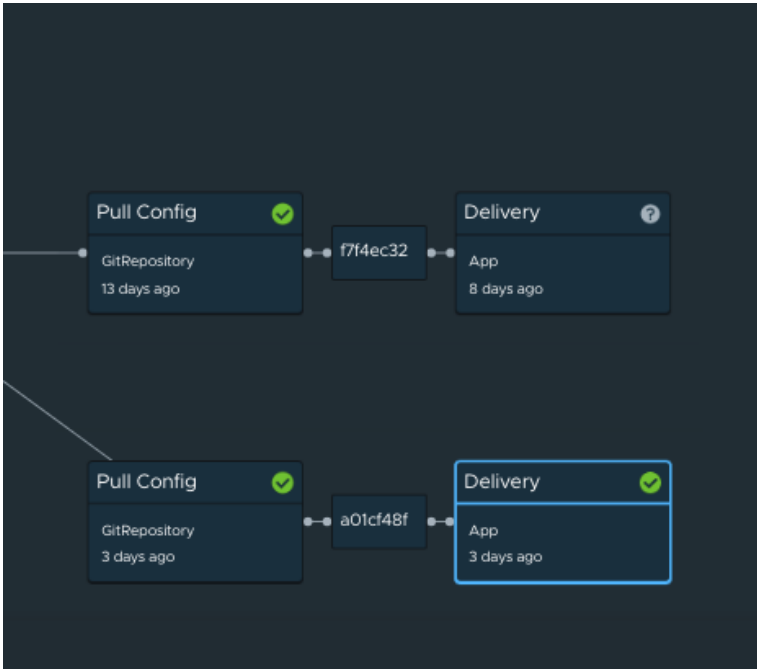 Pull Config
GitRepository
13 days ago
f7f4ec32
Delivery
?
App
8 days ago
Pull Config
GitRepository
3 days ago
a01cf48f
Delivery
App
3 days ago